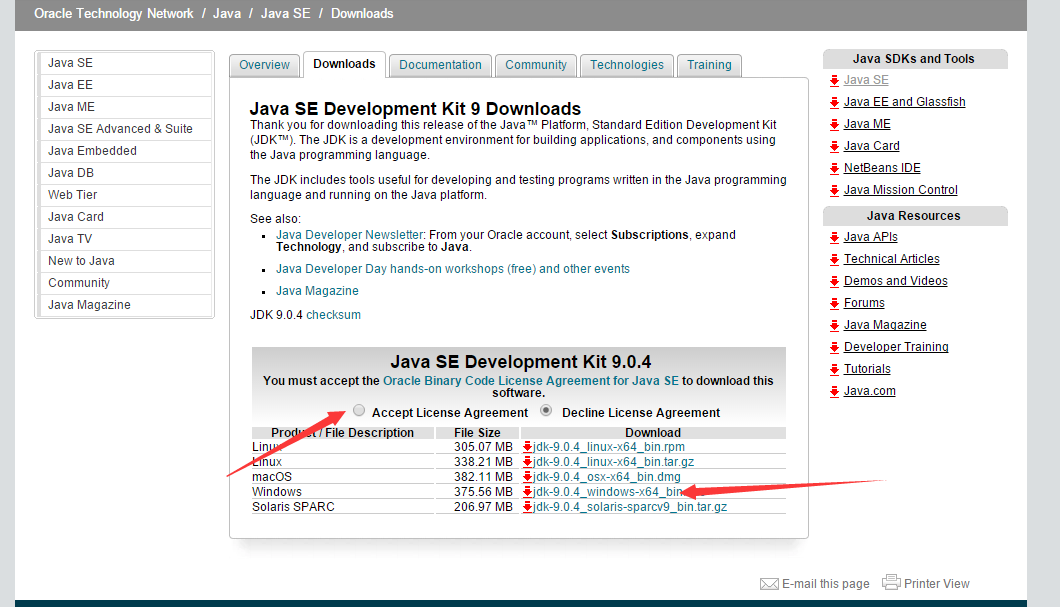 Oracle Technology Network / Java / Java SE / Downloads
Java SE
Java EE
Java ME
Java SE Advanced & Suite
Java Embedded
Java DB
Web Tier
Java Card
Java TV
New to Java
Community
Java Magazine
Overview Downloads Documentation Community Technologies Training
Java SE Development Kit 9 Downloads
Thank you for downloading this release of the Java™ Platform, Standard Edition Development Kit
(JDK™). The JDK is a development environment for building applications, and components using
the Java programming language.
The JDK includes tools useful for developing and testing programs written in the Java programming
language and running on the Java platform.
See also:
Java Developer Newsletter: From your Oracle account, select Subscriptions, expand
Technology, and subscribe to Java.
Java Developer Day hands-on workshops (free) and other events
Java Magazine
JDK 9.0.4 checksum
Java SE Development Kit 9.0.4
You must accept the Oracle Binary Code License Agreement for Java SE to download this
software.
Accept License Agreement Decline License Agreement
Product / File Description File Size Download
Linux 305.07 MB jdk-9.0.4_linux-x64_bin.rpm
Linux 338.21 MB jdk-9.0.4_linux-x64_bin.tar.gz
macOS 382.11 MB jdk-9.0.4_osx-x64_bin.dmg
Windows 375.56 MB jdk-9.0.4_windows-x64_bin
Solaris SPARC 206.97 MB jdk-9.0.4_solaris-sparcv9_bin.tar.gz
Java SDKs and Tools
Java SE
Java EE and Glassfish
Java ME
Java Card
NetBeans IDE
Java Mission Control
Java Resources
Java APIs
Technical Articles
Demos and Videos
Forums
Java Magazine
Developer Training
Tutorials
Java.com
E-mail this page Printer View